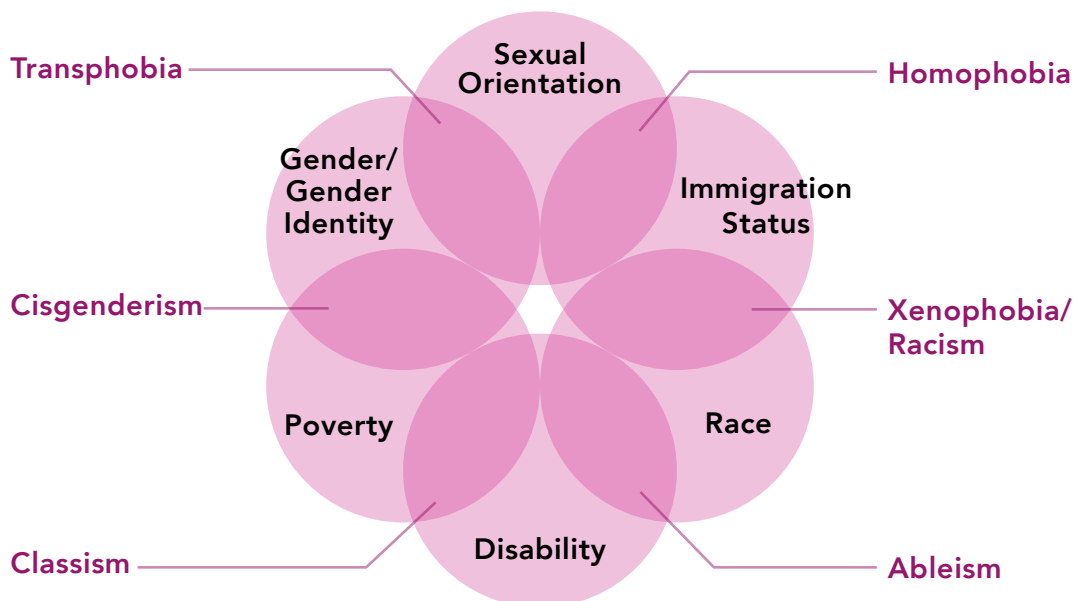 Sexual
Orientation
Transphobia
Homophobia
Gender/
Gender
Identity
Immigration
Status
Cisgenderism
Xenophobia/
Racism
Poverty
Race
Disability
Classism
Ableism